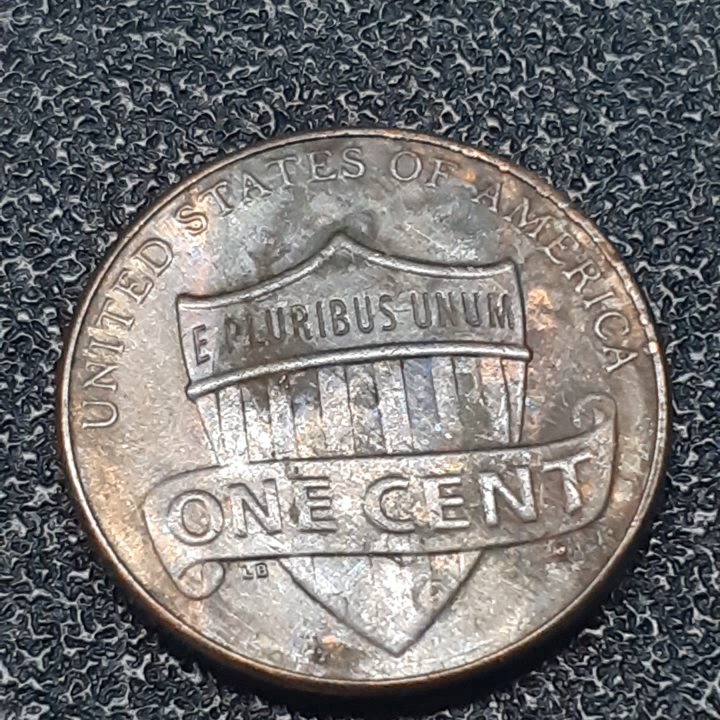 UNITED STATES OF AMERICA
E PLURIBUS UNUM
ONE CENT
LB